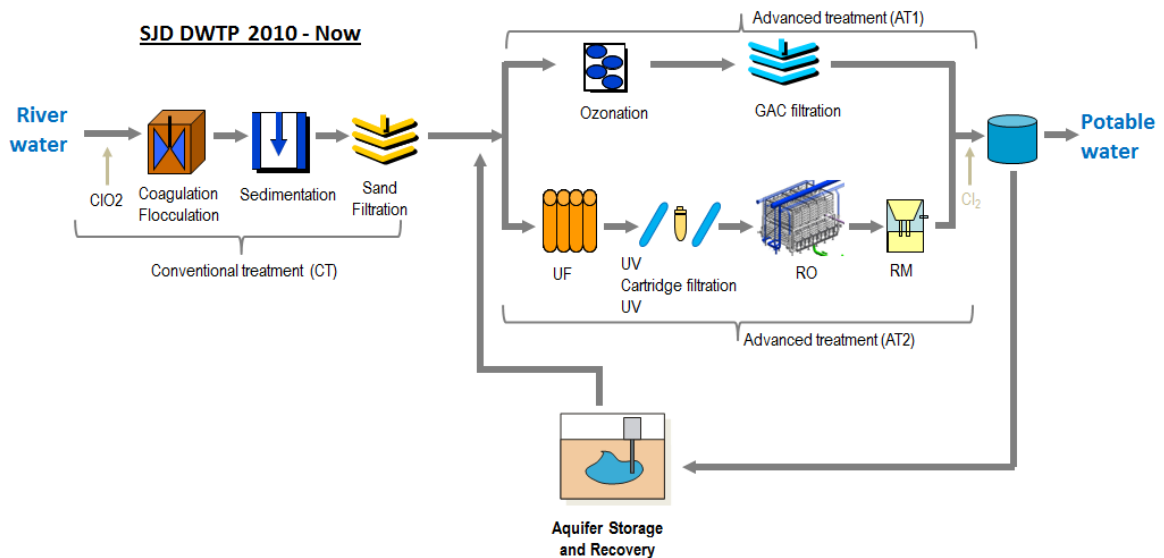 SJD DWTP 2010 - Now
Advanced treatment (AT1)
River
water
ClO2
Coagulation
Flocculation
Sedimentation
Sand
Filtration
Conventional treatment (CT)
Ozonation
GAC filtration
UF
UV
Cartridge filtration
UV
RO
RM
Cl₂
Potable
water
Advanced treatment (AT2)
Aquifer Storage
and Recovery